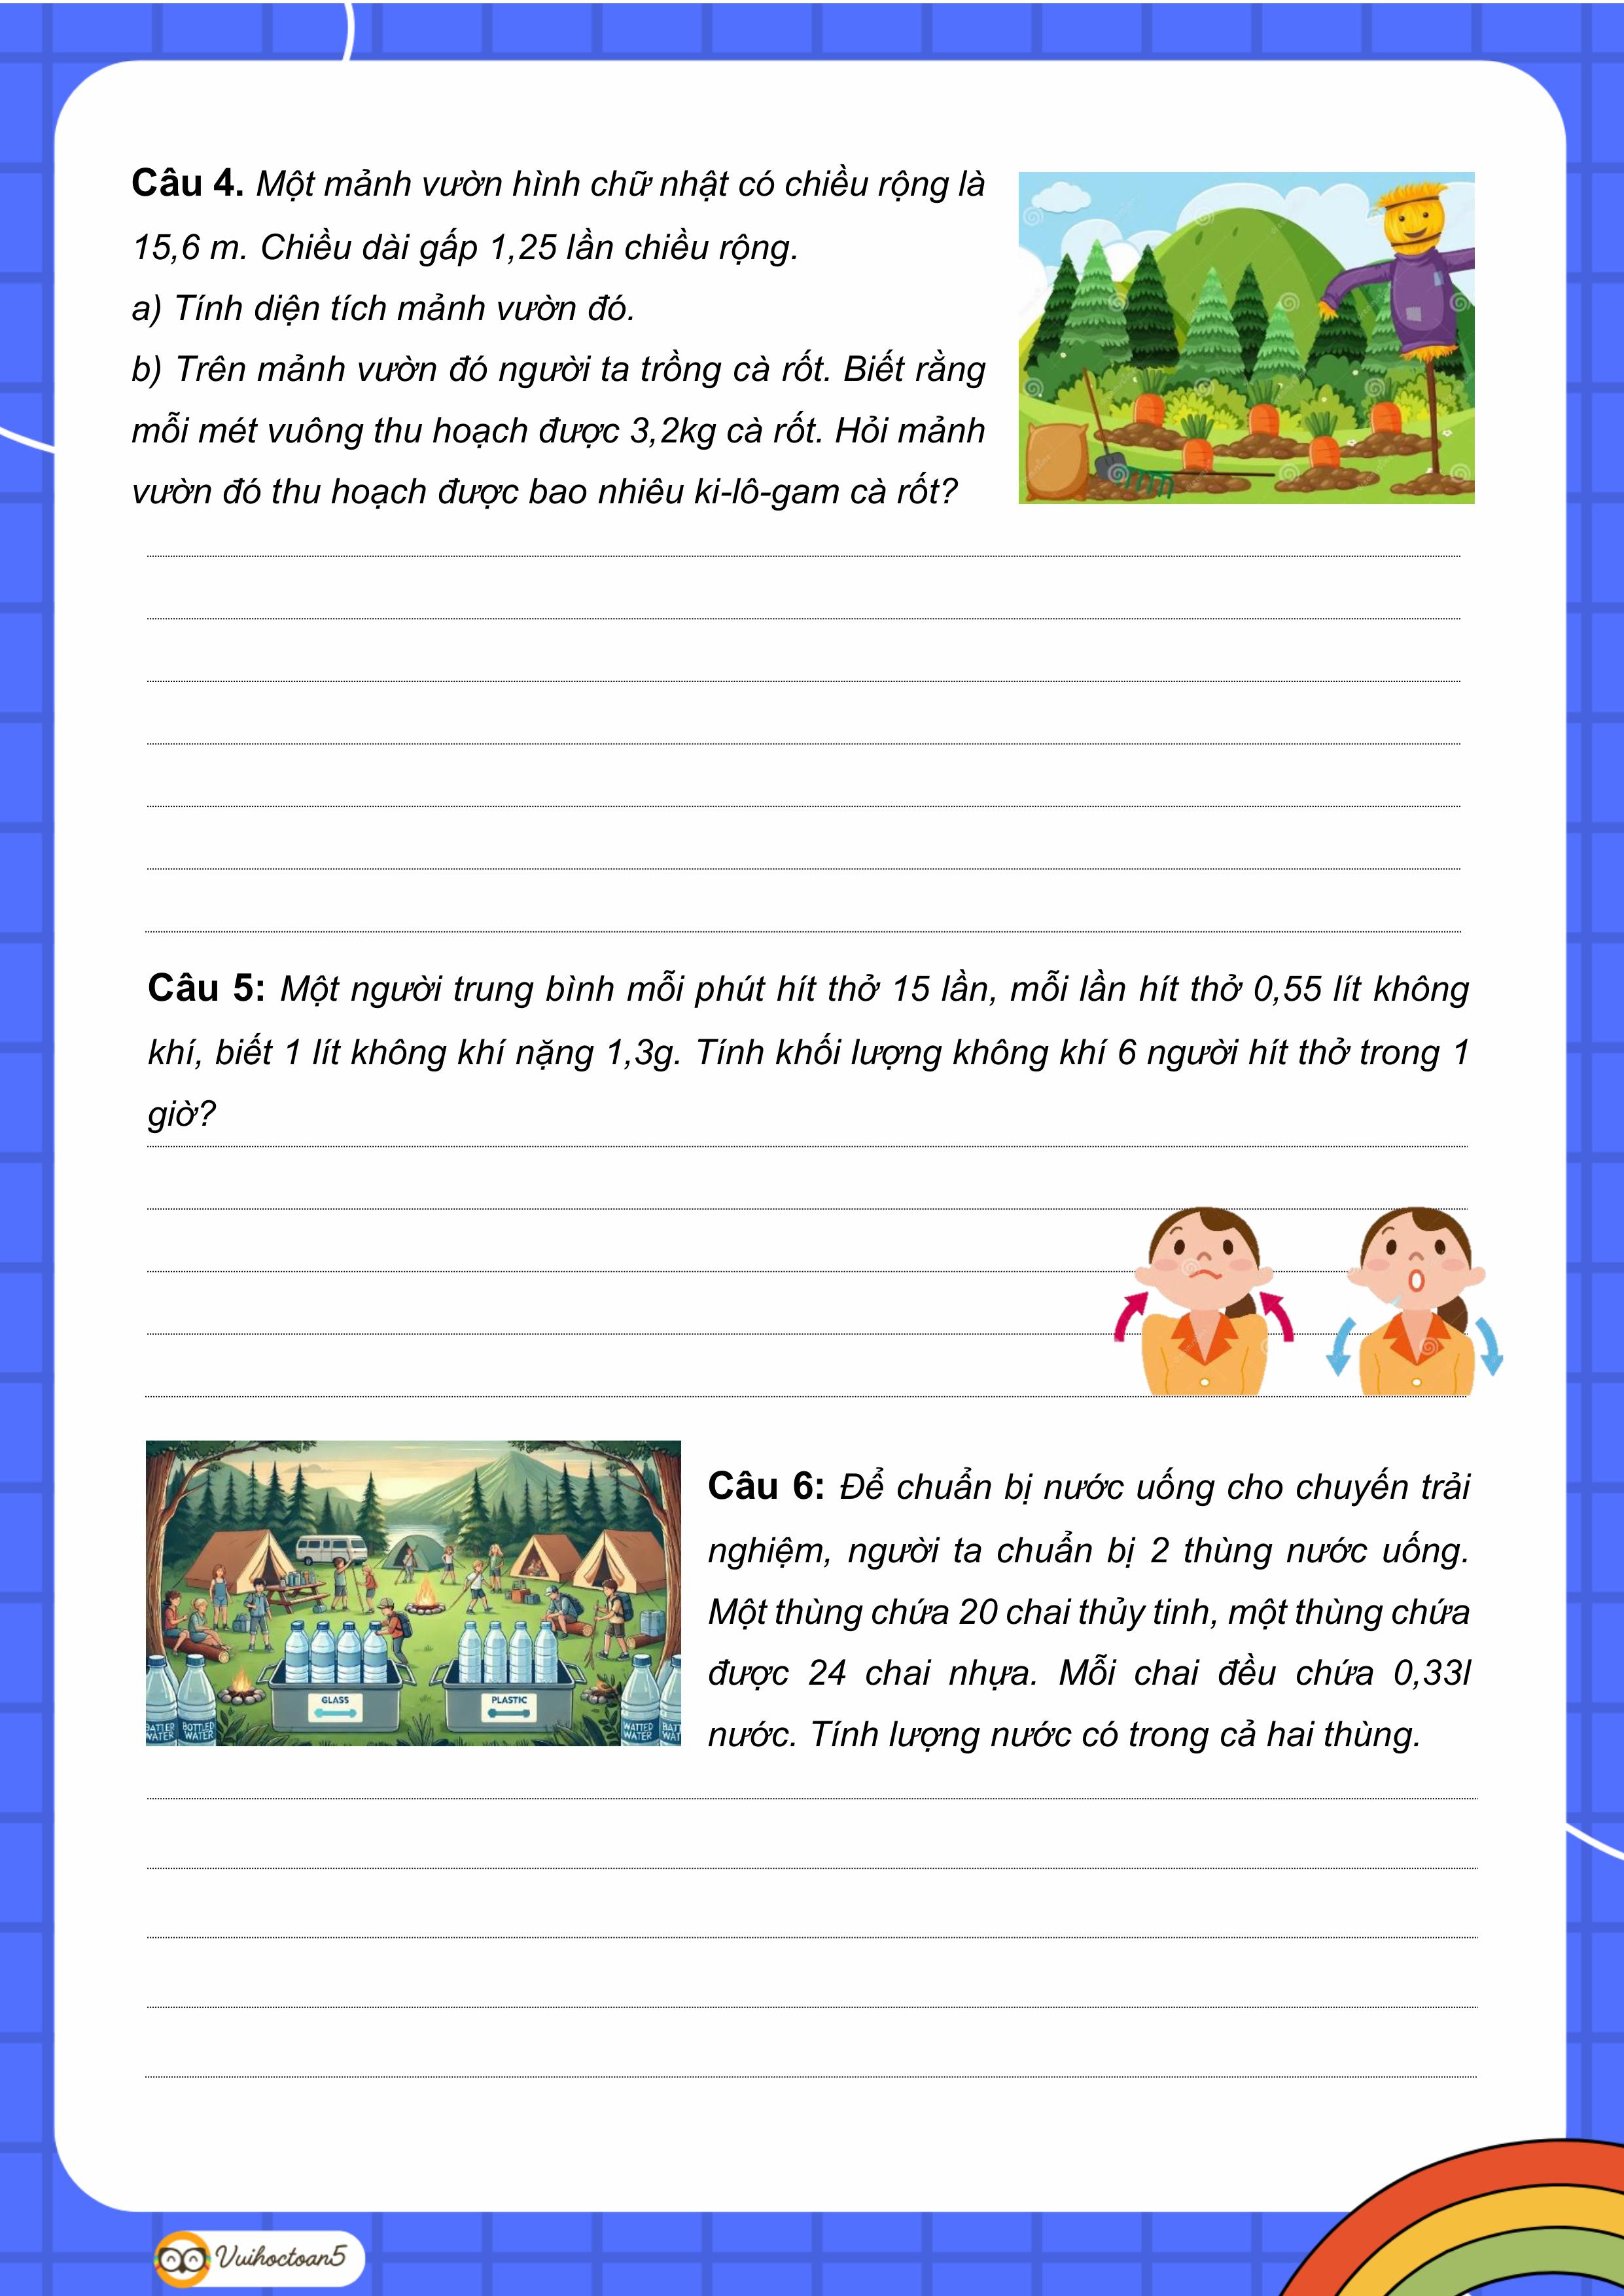 Câu 4. Một mảnh vườn hình chữ nhật có chiều rộng là
15,6 m. Chiều dài gấp 1,25 lần chiều rộng.
a) Tính diện tích mảnh vườn đó.
b) Trên mảnh vườn đó người ta trồng cà rốt. Biết rằng
mỗi mét vuông thu hoạch được 3,2kg cà rốt. Hỏi mảnh
vườn đó thu hoạch được bao nhiêu ki-lô-gam cà rốt?
Câu 5: Một người trung bình mỗi phút hít thở 15 lần, mỗi lần hít thở 0,55 lít không
khí, biết 1 lít không khí nặng 1,3g. Tính khối lượng không khí 6 người hít thở trong 1
giờ?
Câu 6: Để chuẩn bị nước uống cho chuyến trải
nghiệm, người ta chuẩn bị 2 thùng nước uống.
Một thùng chứa 20 chai thủy tinh, một thùng chứa
được 24 chai nhựa. Mỗi chai đều chứa 0,33l
nước. Tính lượng nước có trong cả hai thùng.
GLASS
PLASTIC
BOTTLED
WATER
WATTED
WATER
Vuihoctoan5